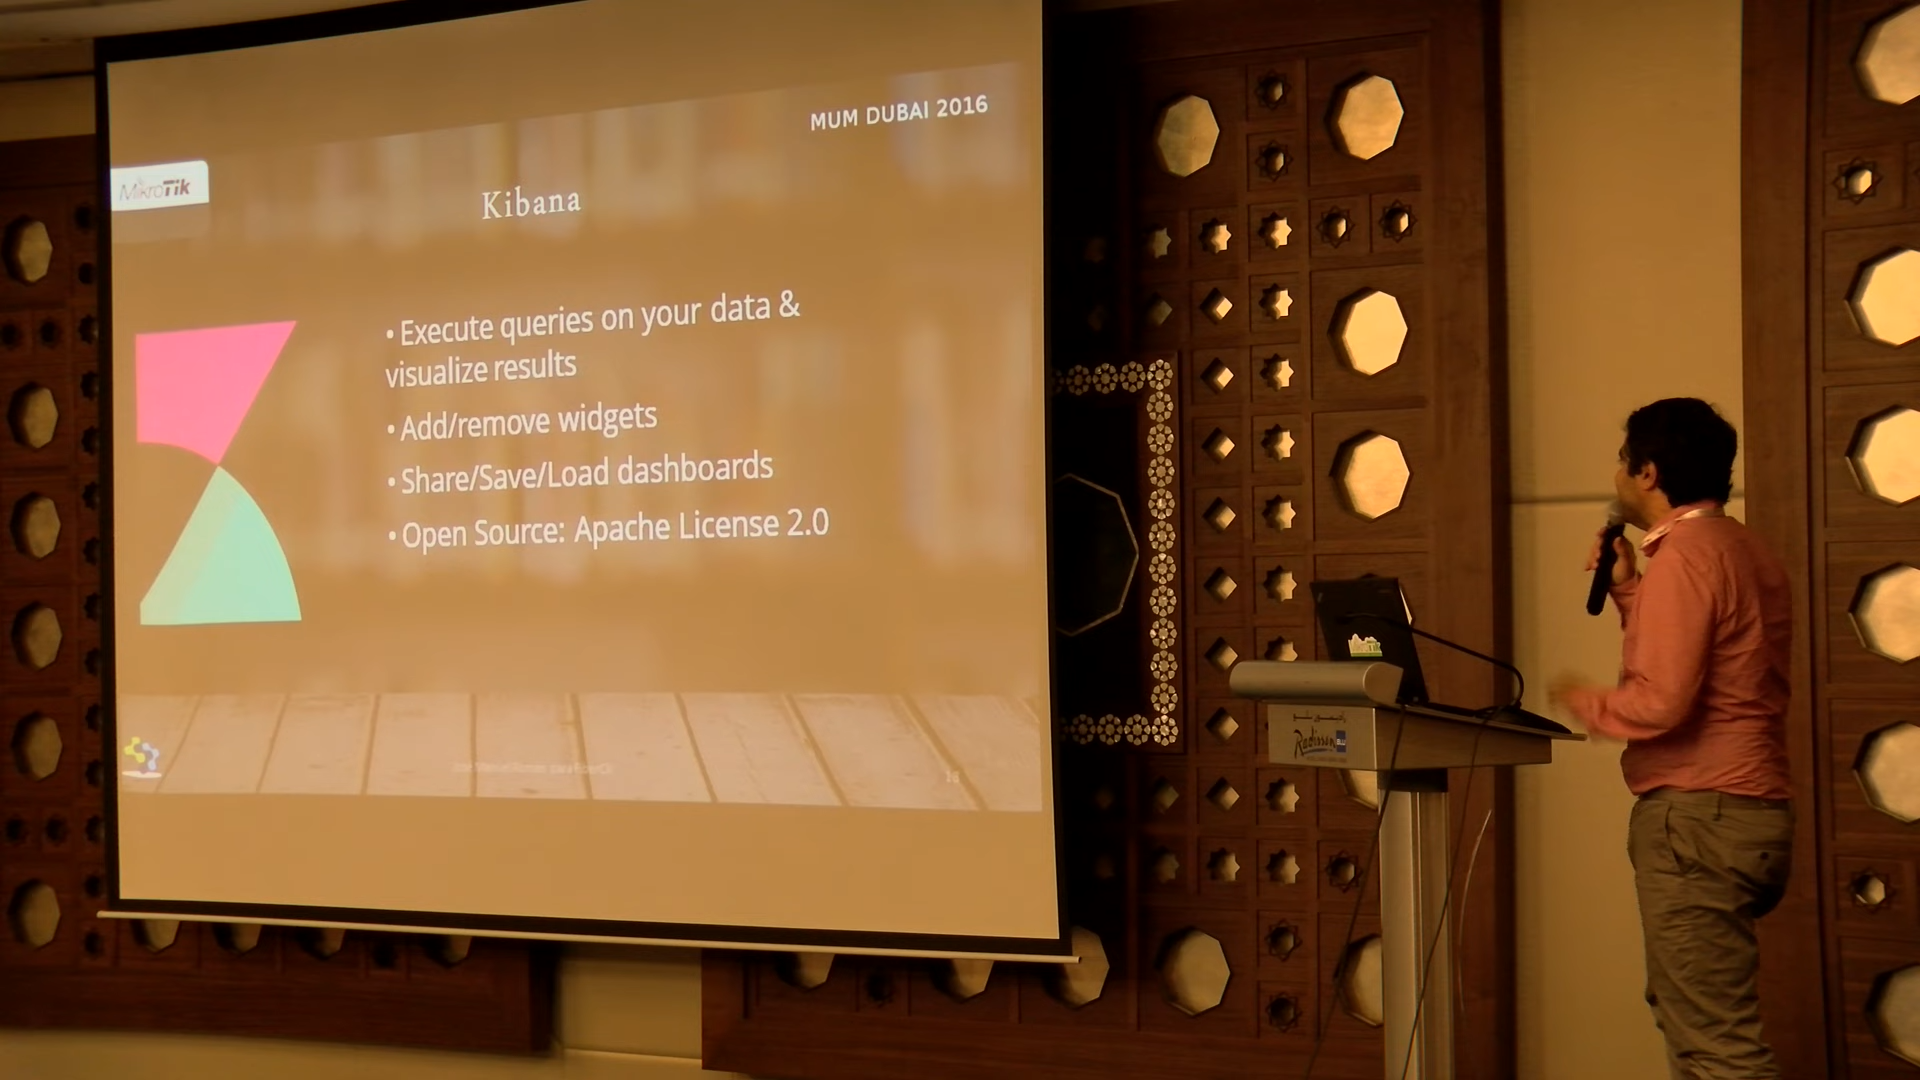 MUM DUBAI 2016
MikroTik
Kibana
• Execute queries on your data &
visualize results
• Add/remove widgets
• Share/Save/Load dashboards
• Open Source: Apache License 2.0
Radisson